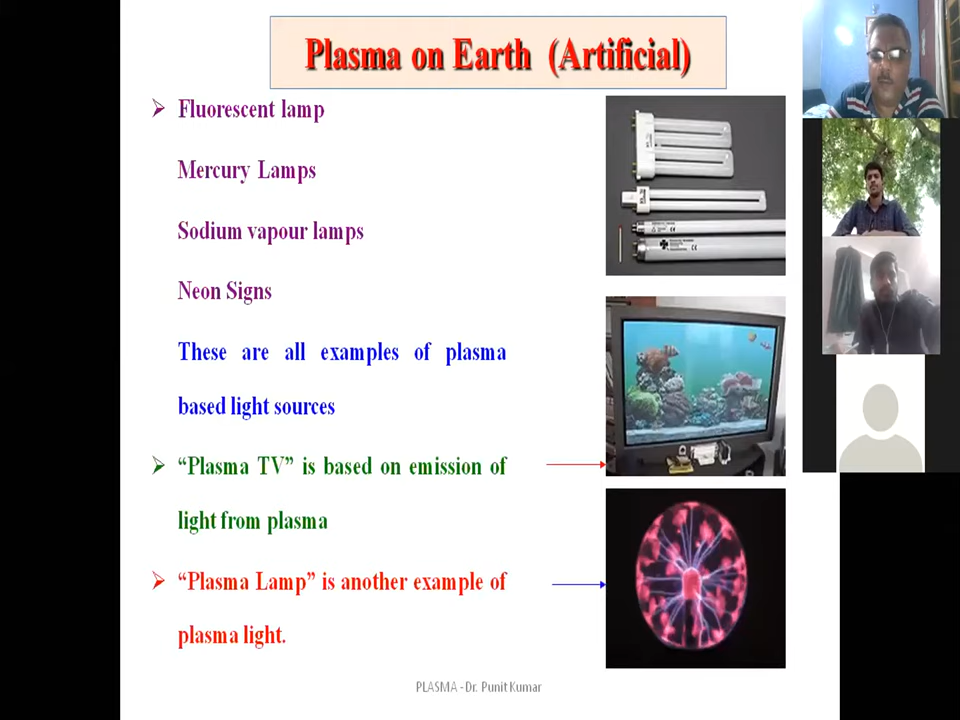 Plasma on Earth (Artificial)
➢ Fluorescent lamp
Mercury Lamps
Sodium vapour lamps
Neon Signs
These are all examples of plasma
based light sources
➢ “Plasma TV” is based on emission of
light from plasma
➢ “Plasma Lamp” is another example of
plasma light.
PLASMA - Dr. Punit Kumar